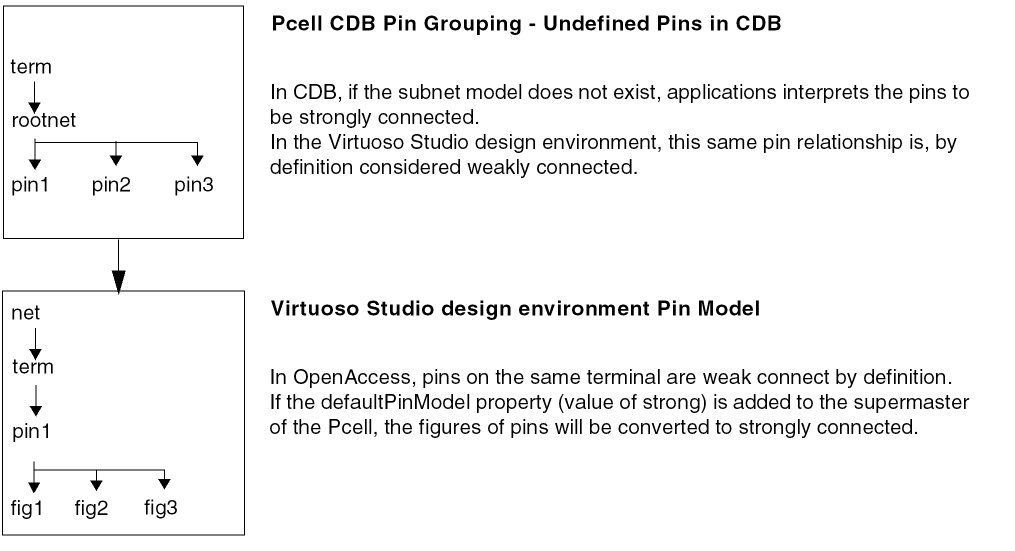 Pcell CDB Pin Grouping - Undefined Pins in CDB
term
rootnet
pin1 pin2 pin3
In CDB, if the subnet model does not exist, applications interprets the pins to
be strongly connected.
In the Virtuoso Studio design environment, this same pin relationship is, by
definition considered weakly connected.
Virtuoso Studio design environment Pin Model
net
term
pin1
fig1 fig2 fig3
In OpenAccess, pins on the same terminal are weak connect by definition.
If the defaultPinModel property (value of strong) is added to the supermaster
of the Pcell, the figures of pins will be converted to strongly connected.